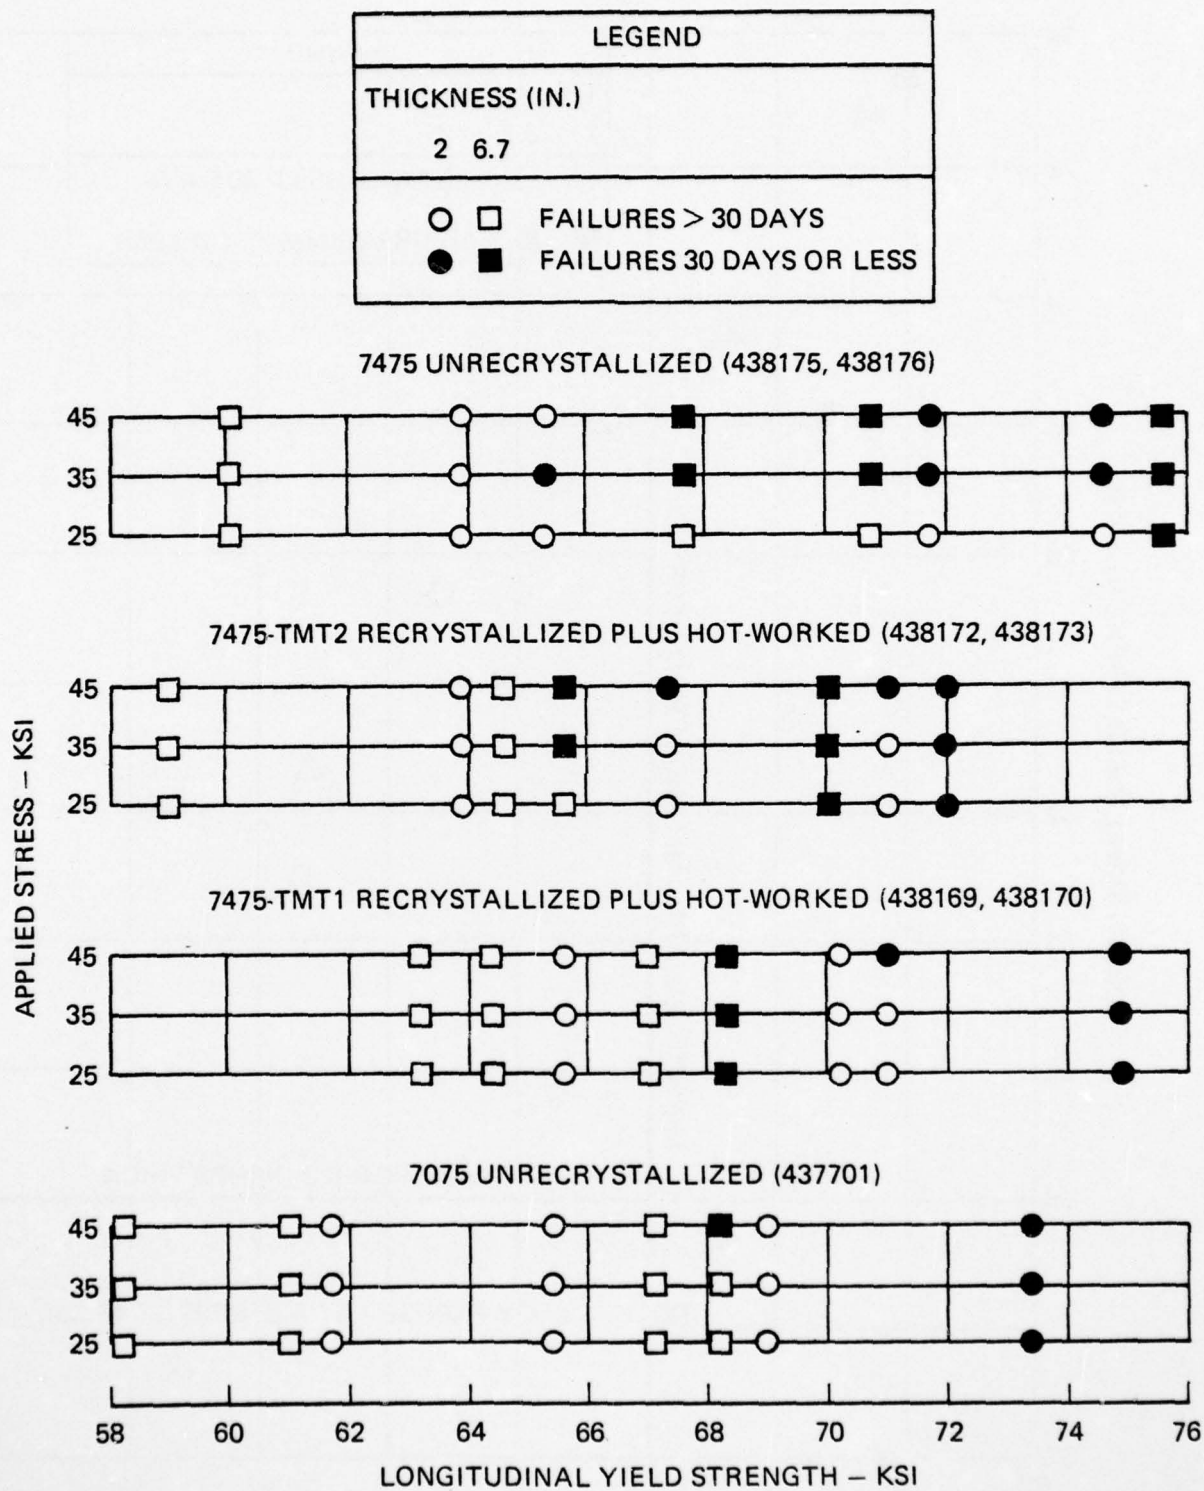 LEGEND
THICKNESS (IN.)
2 6.7
FAILURES > 30 DAYS
FAILURES 30 DAYS OR LESS
7475 UNRECRYSTALLIZED (438175, 438176)
45
35
25
7475-TMT2 RECRYSTALLIZED PLUS HOT-WORKED (438172, 438173)
45
35
25
APPLIED STRESS – KSI
7475-TMT1 RECRYSTALLIZED PLUS HOT-WORKED (438169, 438170)
45
35
25
7075 UNRECRYSTALLIZED (437701)
45
35
25
58 60 62 64 66 68 70 72 74 76
LONGITUDINAL YIELD STRENGTH – KSI